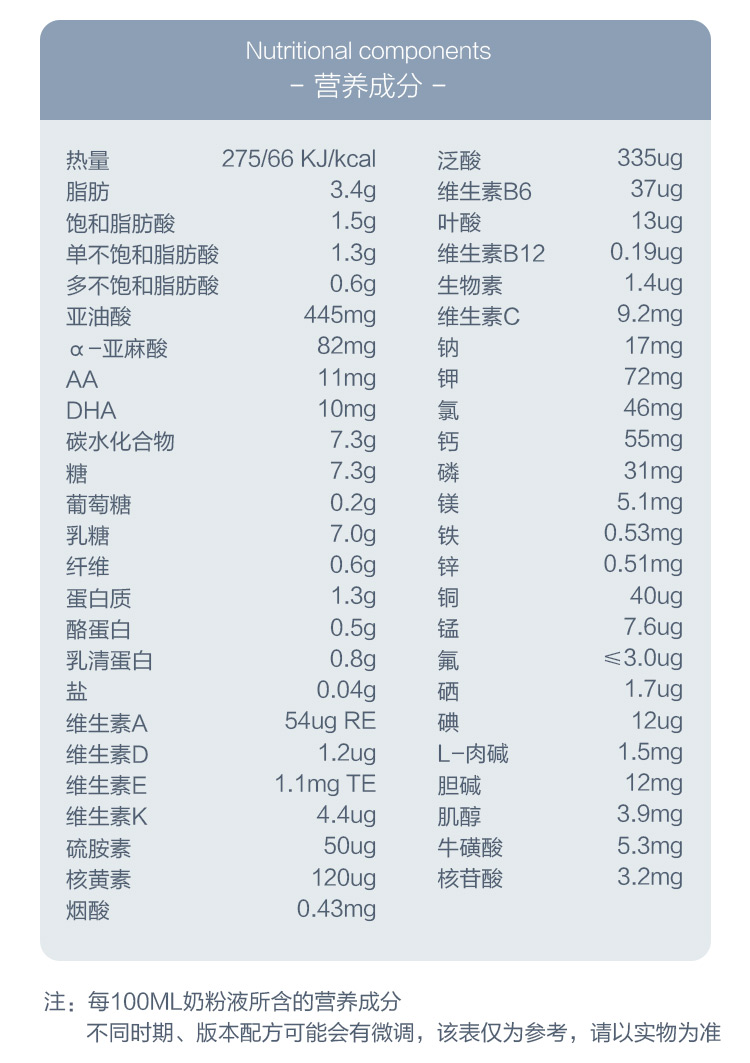 Nutritional components
- 营养成分 -
热量 275/66 KJ/kcal
脂肪 3.4g
饱和脂肪酸 1.5g
单不饱和脂肪酸 1.3g
多不饱和脂肪酸 0.6g
亚油酸 445mg
α-亚麻酸 82mg
AA 11mg
DHA 10mg
碳水化合物 7.3g
糖 7.3g
葡萄糖 0.2g
乳糖 7.0g
纤维 0.6g
蛋白质 1.3g
酪蛋白 0.5g
乳清蛋白 0.8g
盐 0.04g
维生素A 54ug RE
维生素D 1.2ug
维生素E 1.1mg TE
维生素K 4.4ug
硫胺素 50ug
核黄素 120ug
烟酸 0.43mg
泛酸 335ug
维生素B6 37ug
叶酸 13ug
维生素B12 0.19ug
生物素 1.4ug
维生素C 9.2mg
钠 17mg
钾 72mg
氯 46mg
钙 55mg
磷 31mg
镁 5.1mg
铁 0.53mg
锌 0.51mg
铜 40ug
锰 7.6ug
氟 ≤3.0ug
硒 1.7ug
碘 12ug
L-肉碱 1.5mg
胆碱 12mg
肌醇 3.9mg
牛磺酸 5.3mg
核苷酸 3.2mg
注：每100ML奶粉液所含的营养成分
不同时期、版本配方可能会有微调，该表仅为参考，请以实物为准